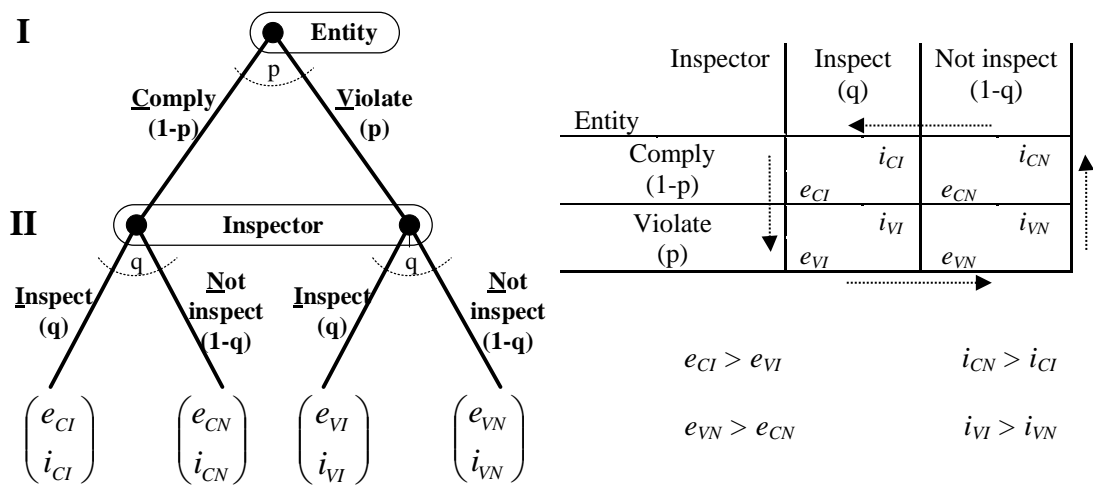 I
Entity
p
Comply
(1-p)
Violate
(p)
II
Inspector
q
q
Inspect
(q)
Not
inspect
(1-q)
Inspect
(q)
Not
inspect
(1-q)
e_CI
i_CI
e_CN
i_CN
e_VI
i_VI
e_VN
i_VN
Inspector
Inspect
(q)
Not inspect
(1-q)
Entity
Comply
(1-p)
i_CI
e_CI
i_CN
e_CN
Violate
(p)
i_VI
e_VI
i_VN
e_VN
e_CI > e_VI
i_CN > i_CI
e_VN > e_CN
i_VI > i_VN